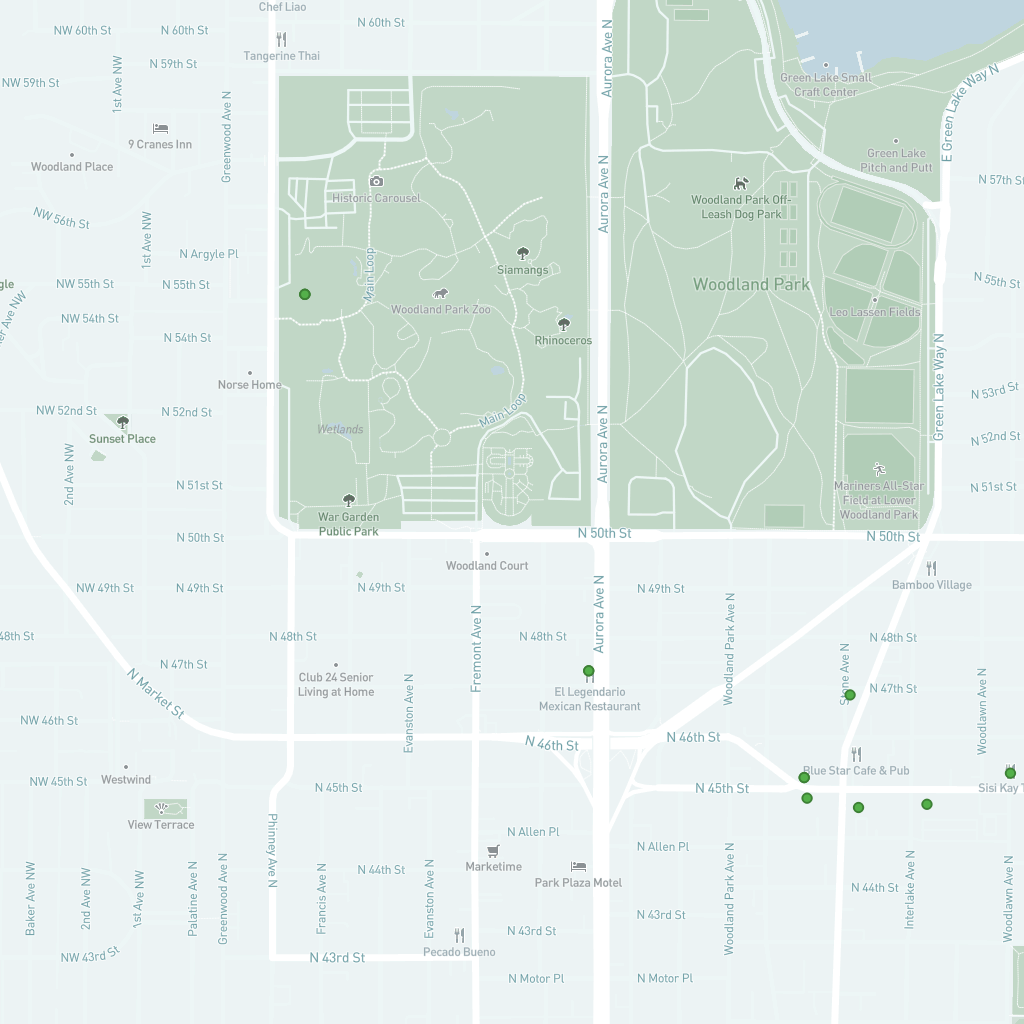 Chef Liao
N 60th St
NW 60th St
N 60th St
Tangerine Thai
N 59th St
NW 59th St
1st Ave NW
Greenwood Ave N
Aurora Ave N
Green Lake Small
Craft Center
E Green Lake Way N
9 Cranes Inn
Woodland Place
Green Lake
Pitch and Putt
N 57th St
Historic Carousel
Aurora Ave N
Woodland Park Off-
Leash Dog Park
NW 56th St
1st Ave NW
N Argyle Pl
Main Loop
Siamangs
Woodland Park
NW 55th St
N 55th St
N 55th St
Woodland Park Zoo
Leo Lassen Fields
NW 54th St
N 54th St
Rhinoceros
Norse Home
Green Lake Way N
N 53rd St
NW 52nd St
N 52nd St
Main Loop
Aurora Ave N
Wetlands
Sunset Place
N 52nd St
2nd Ave NW
N 51st St
Mariners All-Star
Field at Lower
Woodland Park
N 51st St
War Garden
Public Park
N 50th St
N 50th St
N 50th St
Woodland Court
NW 49th St
N 49th St
N 49th St
Aurora Ave N
N 49th St
Bamboo Village
48th St
N 48th St
N 48th St
N 48th St
Fremont Ave N
Woodland Park Ave N
N 47th St
N Market St
Club 24 Senior
Living at Home
El Legendario
Mexican Restaurant
Stone Ave N
N 47th St
Evanston Ave N
Woodlawn Ave N
NW 46th St
N 46th St
N 46th St
Westwind
NW 45th St
N 45th St
N 45th St
Blue Star Cafe & Pub
Sisi Kay T
View Terrace
Phinney Ave N
N Allen Pl
N Allen Pl
Marketime
Park Plaza Motel
N 44th St
N 44th St
Baker Ave NW
2nd Ave NW
1st Ave NW
Palatine Ave N
Greenwood Ave N
Francis Ave N
Evanston Ave N
Woodland Park Ave N
Interlake Ave N
Woodlawn Ave N
N 43rd St
N 43rd St
NW 43rd St
N 43rd St
Pecado Bueno
N Motor Pl
N Motor Pl